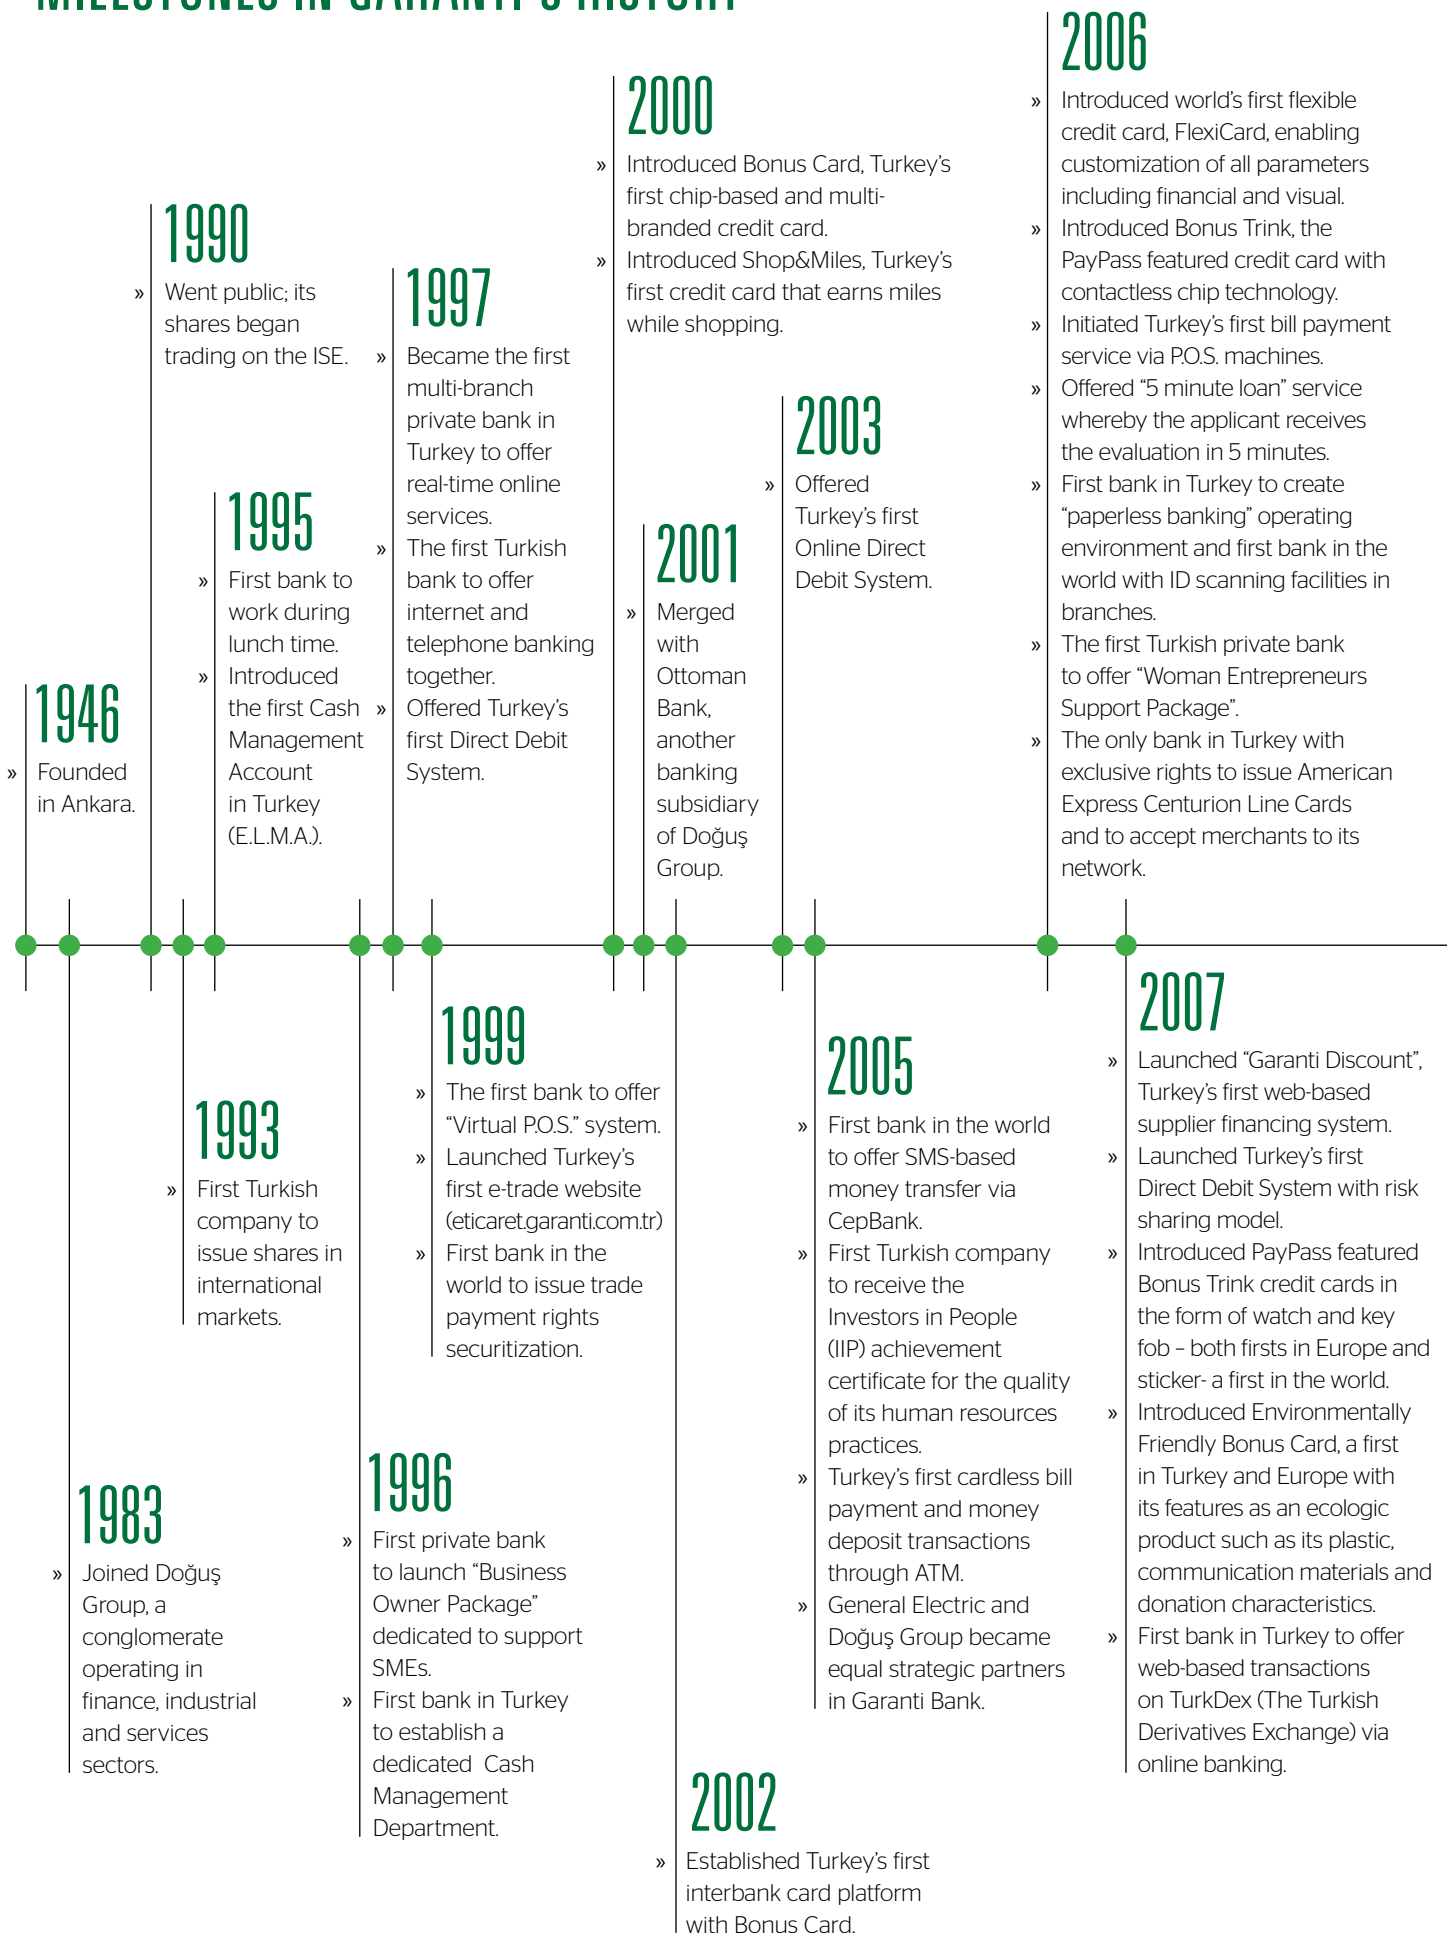 MILESTONES IN GARANTI'S HISTORY
1946
» Founded
in Ankara.
1983
» Joined Doğuş
Group, a
conglomerate
operating in
finance, industrial
and services
sectors.
1990
» Went public; its
shares began
trading on the ISE.
1993
» First Turkish
company to
issue shares in
international
markets.
1995
» First bank to
work during
lunch time.
» Introduced
the first Cash
Management
Account
in Turkey
(E.L.M.A.).
1996
» First private bank
to launch “Business
Owner Package”
dedicated to support
SMEs.
» First bank in Turkey
to establish a
dedicated Cash
Management
Department.
1997
» Became the first
multi-branch
private bank in
Turkey to offer
real-time online
services.
» The first Turkish
bank to offer
internet and
telephone banking
together.
» Offered Turkey’s
first Direct Debit
System.
1999
» The first bank to offer
“Virtual P.O.S.” system.
» Launched Turkey’s
first e-trade website
(eticaret.garanti.com.tr)
» First bank in the
world to issue trade
payment rights
securitization.
2000
» Introduced Bonus Card, Turkey’s
first chip-based and multi-
branded credit card.
» Introduced Shop&Miles, Turkey’s
first credit card that earns miles
while shopping.
2001
» Merged
with
Ottoman
Bank,
another
banking
subsidiary
of Doğuş
Group.
2002
» Established Turkey’s first
interbank card platform
with Bonus Card.
2003
» Offered
Turkey’s first
Online Direct
Debit System.
2005
» First bank in the world
to offer SMS-based
money transfer via
CepBank.
» First Turkish company
to receive the
Investors in People
(IIP) achievement
certificate for the quality
of its human resources
practices.
» Turkey’s first cardless bill
payment and money
deposit transactions
through ATM.
» General Electric and
Doğuş Group became
equal strategic partners
in Garanti Bank.
2006
» Introduced world’s first flexible
credit card, FlexiCard, enabling
customization of all parameters
including financial and visual.
» Introduced Bonus Trink, the
PayPass featured credit card with
contactless chip technology.
» Initiated Turkey’s first bill payment
service via P.O.S. machines.
» Offered “5 minute loan” service
whereby the applicant receives
the evaluation in 5 minutes.
» First bank in Turkey to create
“paperless banking” operating
environment and first bank in the
world with ID scanning facilities in
branches.
» The first Turkish private bank
to offer “Woman Entrepreneurs
Support Package”.
» The only bank in Turkey with
exclusive rights to issue American
Express Centurion Line Cards
and to accept merchants to its
network.
2007
» Launched “Garanti Discount”,
Turkey’s first web-based
supplier financing system.
» Launched Turkey’s first
Direct Debit System with risk
sharing model.
» Introduced PayPass featured
Bonus Trink credit cards in
the form of watch and key
fob – both firsts in Europe and
sticker- a first in the world.
» Introduced Environmentally
Friendly Bonus Card, a first
in Turkey and Europe with
its features as an ecologic
product such as its plastic,
communication materials and
donation characteristics.
» First bank in Turkey to offer
web-based transactions
on TurkDex (The Turkish
Derivatives Exchange) via
online banking.